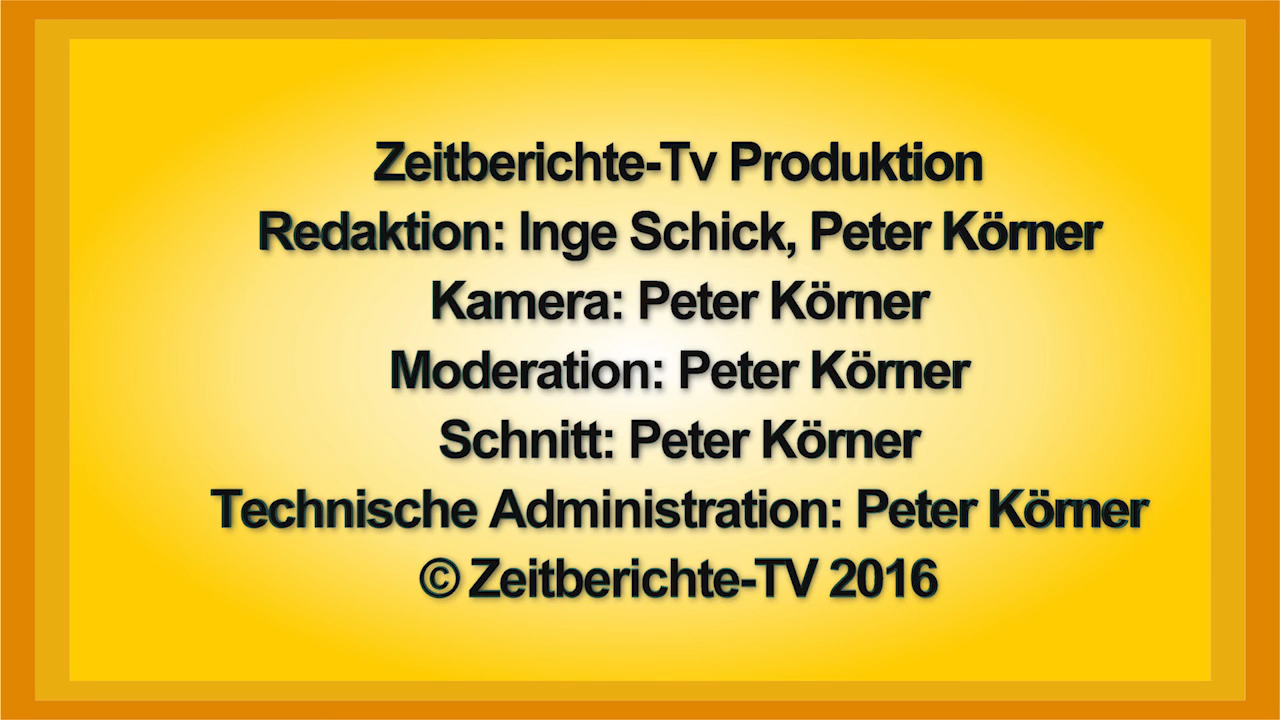 Zeitberichte-Tv Produktion
Redaktion: Inge Schick, Peter Körner
Kamera: Peter Körner
Moderation: Peter Körner
Schnitt: Peter Körner
Technische Administration: Peter Körner
© Zeitberichte-TV 2016